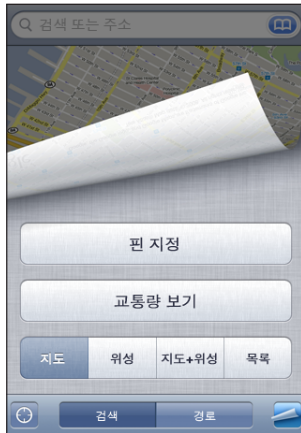 검색 또는 주소
핀 지정
교통량 보기
지도 위성 지도+위성 목록
검색 경로